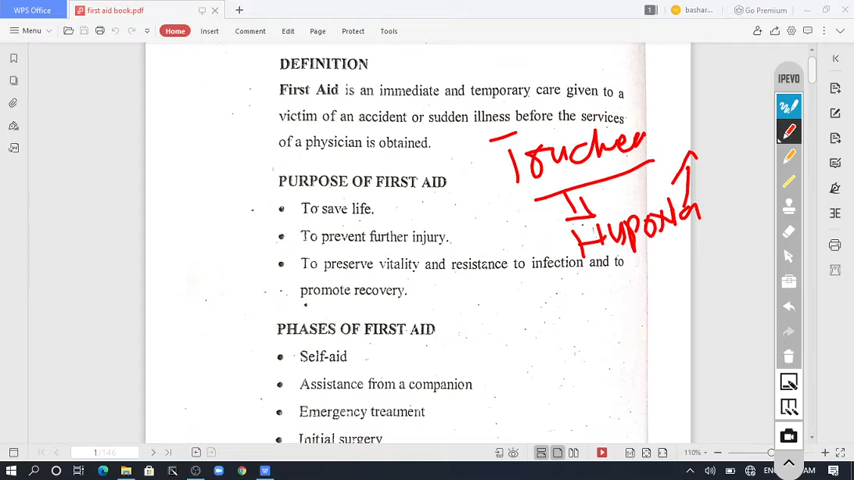 WPS Office
first aid book.pdf
1
bashar...
Go Premium
Menu
Home
Insert
Comment
Edit
Page
Protect
Tools
IPEVO
DEFINITION
First Aid is an immediate and temporary care given to a
victim of an accident or sudden illness before the services
of a physician is obtained.
PURPOSE OF FIRST AID
To save life.
To prevent further injury.
To preserve vitality and resistance to infection and to
promote recovery.
PHASES OF FIRST AID
Self-aid
Assistance from a companion
Emergency treatment
Initial surgery
1/146
110%